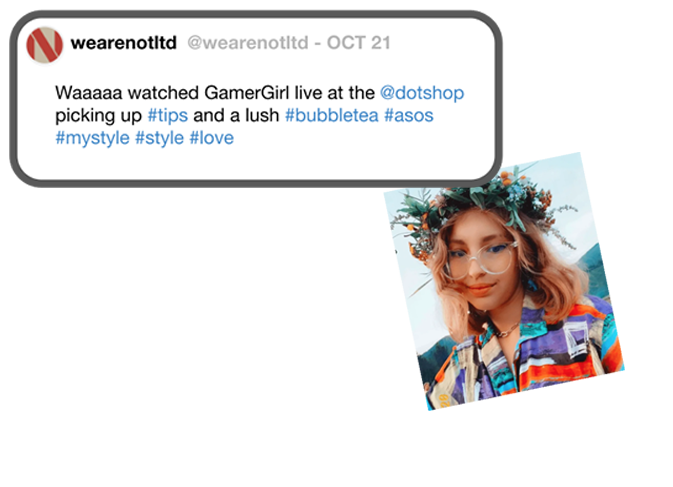 wearenotltd @wearenotltd - OCT 21
Waaaaa watched GamerGirl live at the @dotshop
picking up #tips and a lush #bubbletea #asos
#mystyle #style #love